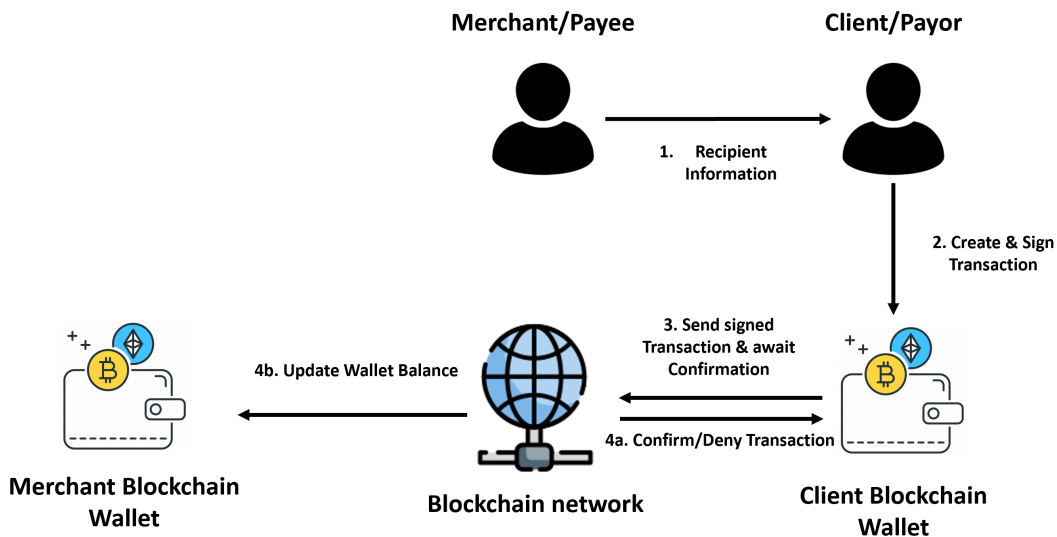 Merchant/Payee
Client/Payor
1. Recipient
Information
2. Create & Sign
Transaction
3. Send signed
Transaction & await
Confirmation
4b. Update Wallet Balance
4a. Confirm/Deny Transaction
Merchant Blockchain
Wallet
Blockchain network
Client Blockchain
Wallet